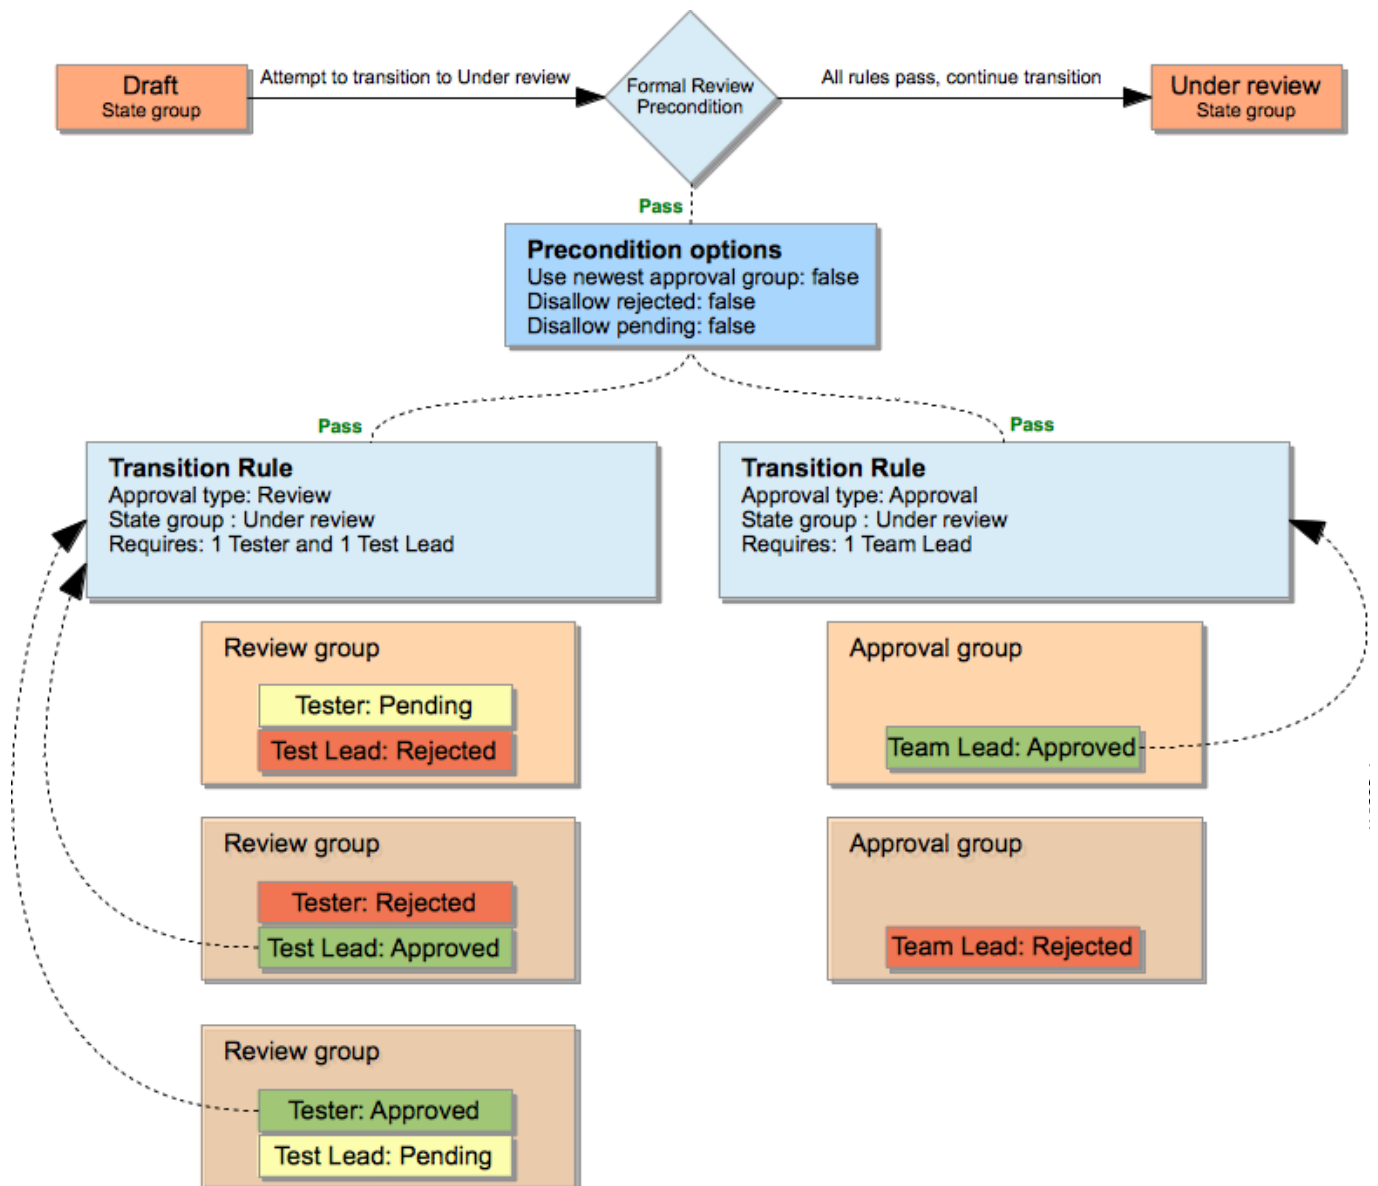 Draft
State group
Attempt to transition to Under review
Formal Review
Precondition
All rules pass, continue transition
Under review
State group
Pass
Precondition options
Use newest approval group: false
Disallow rejected: false
Disallow pending: false
Pass
Transition Rule
Approval type: Review
State group : Under review
Requires: 1 Tester and 1 Test Lead
Review group
Tester: Pending
Test Lead: Rejected
Review group
Tester: Rejected
Test Lead: Approved
Review group
Tester: Approved
Test Lead: Pending
Pass
Transition Rule
Approval type: Approval
State group : Under review
Requires: 1 Team Lead
Approval group
Team Lead: Approved
Approval group
Team Lead: Rejected